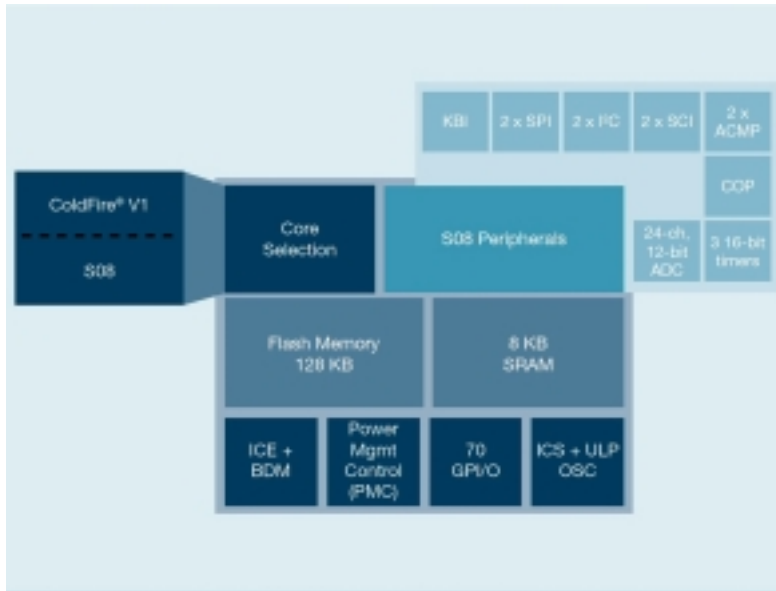 KBI
2 x SPI
2 x I²C
2 x SCI
2 x
ACMP
COP
24-ch,
12-bit
ADC
3 16-bit
timers
ColdFire® V1
S08
Core
Selection
S08 Peripherals
Flash Memory
128 KB
8 KB
SRAM
ICE +
BDM
Power
Mgmt
Control
(PMC)
70
GPI/O
ICS + ULP
OSC